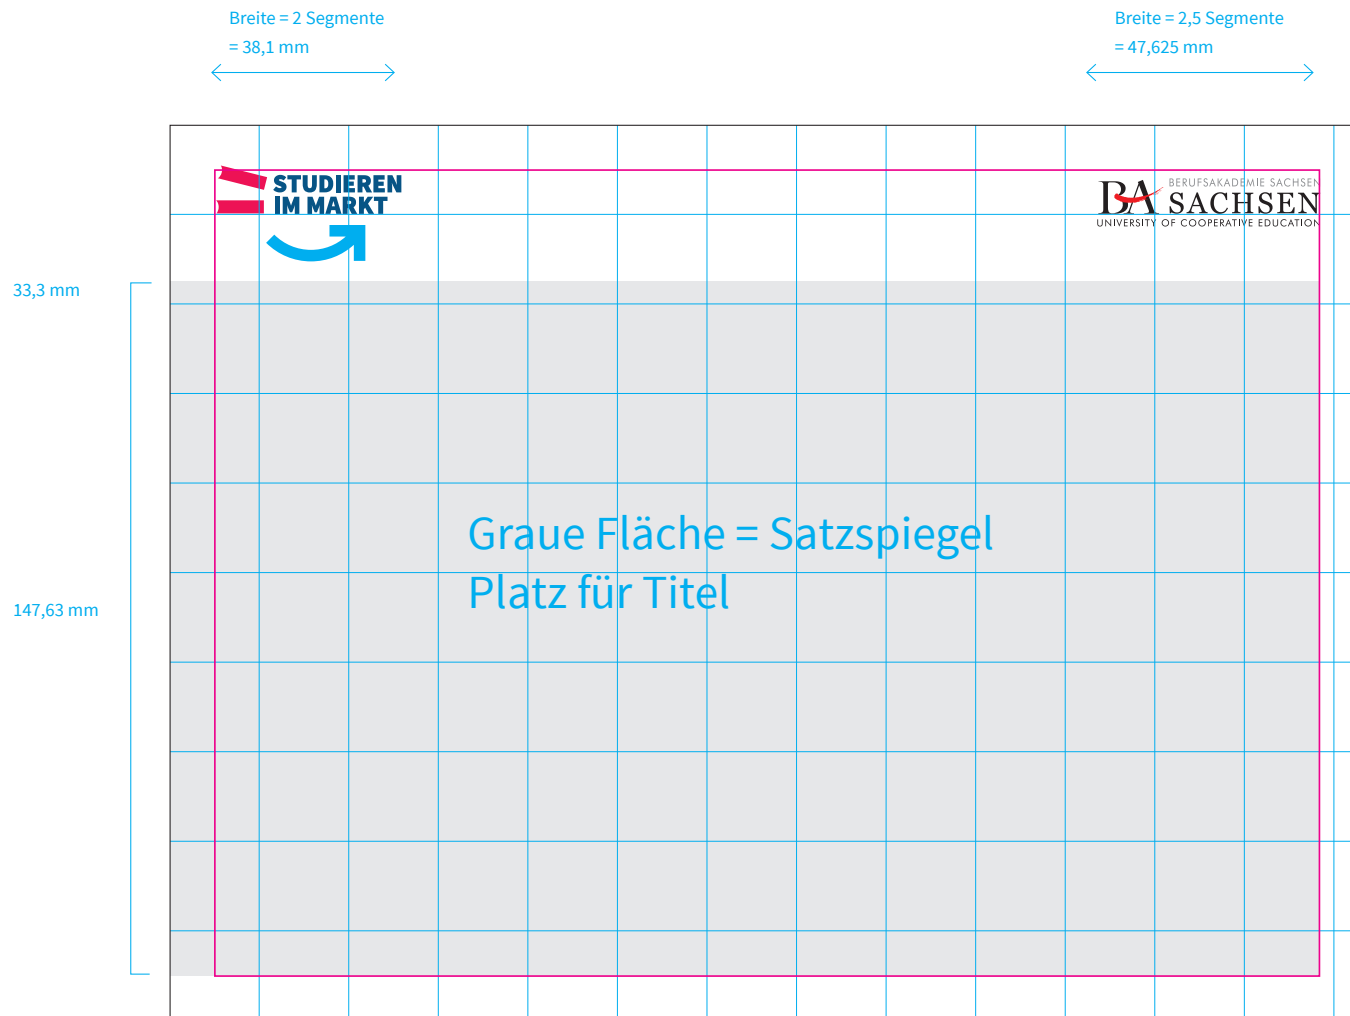 Breite = 2 Segmente
= 38,1 mm
Breite = 2,5 Segmente
= 47,625 mm
STUDIEREN
IM MARKT
BERUFSAKADEMIE SACHSEN
BA SACHSEN
UNIVERSITY OF COOPERATIVE EDUCATION
33,3 mm
Graue Fläche = Satzspiegel
Platz für Titel
147,63 mm